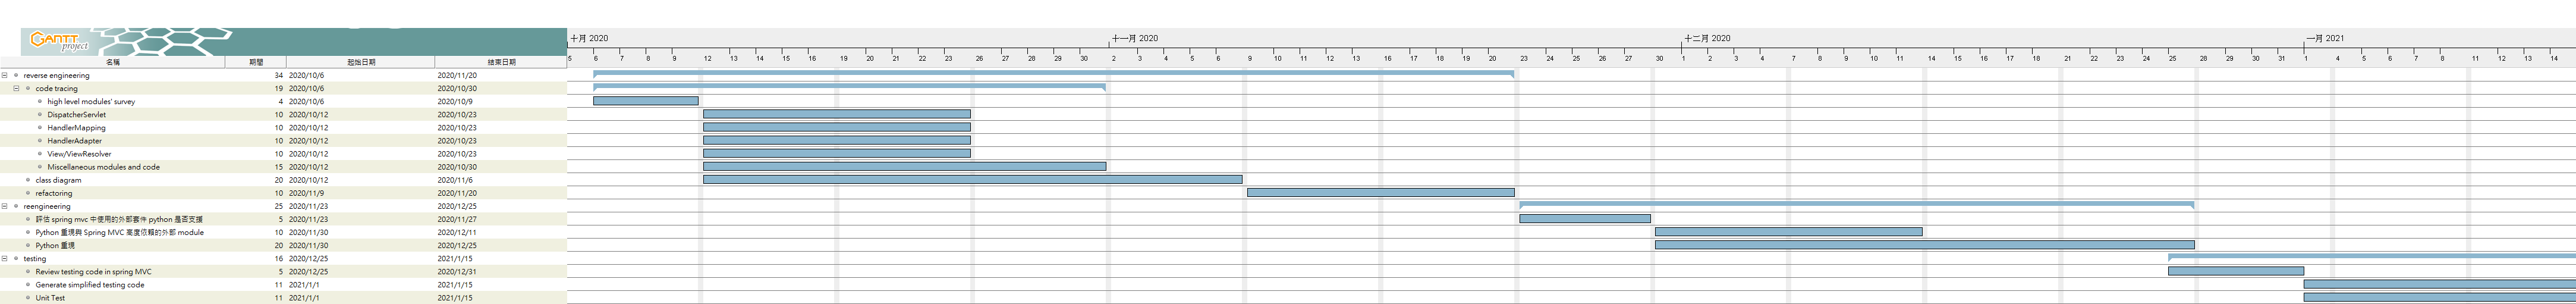 GANTT project
十月 2020 十一月 2020 十二月 2020 一月 2021
名稱 期間 起始日期 結束日期 5 6 7 8 9 12 13 14 15 16 19 20 21 22 23 26 27 28 29 30 2 3 4 5 6 9 10 11 12 13 16 17 18 19 20 23 24 25 26 27 30 1 2 3 4 7 8 9 10 11 14 15 16 17 18 21 22 23 24 25 28 29 30 31 1 4 5 6 7 8 11 12 13 14
reverse engineering 34 2020/10/6 2020/11/20
code tracing 19 2020/10/6 2020/10/30
high level modules' survey 4 2020/10/6 2020/10/9
DispatcherServlet 10 2020/10/12 2020/10/23
HandlerMapping 10 2020/10/12 2020/10/23
HandlerAdapter 10 2020/10/12 2020/10/23
View/ViewResolver 10 2020/10/12 2020/10/23
Miscellaneous modules and code 15 2020/10/12 2020/10/30
class diagram 20 2020/10/12 2020/11/6
refactoring 10 2020/11/9 2020/11/20
reengineering 25 2020/11/23 2020/12/25
評估 spring mvc 中使用的外部套件 python 是否支援 5 2020/11/23 2020/11/27
Python 重現與 Spring MVC 高度依賴的外部 module 10 2020/11/30 2020/12/11
Python 重現 20 2020/11/30 2020/12/25
testing 16 2020/12/25 2021/1/15
Review testing code in spring MVC 5 2020/12/25 2020/12/31
Generate simplified testing code 11 2021/1/1 2021/1/15
Unit Test 11 2021/1/1 2021/1/15